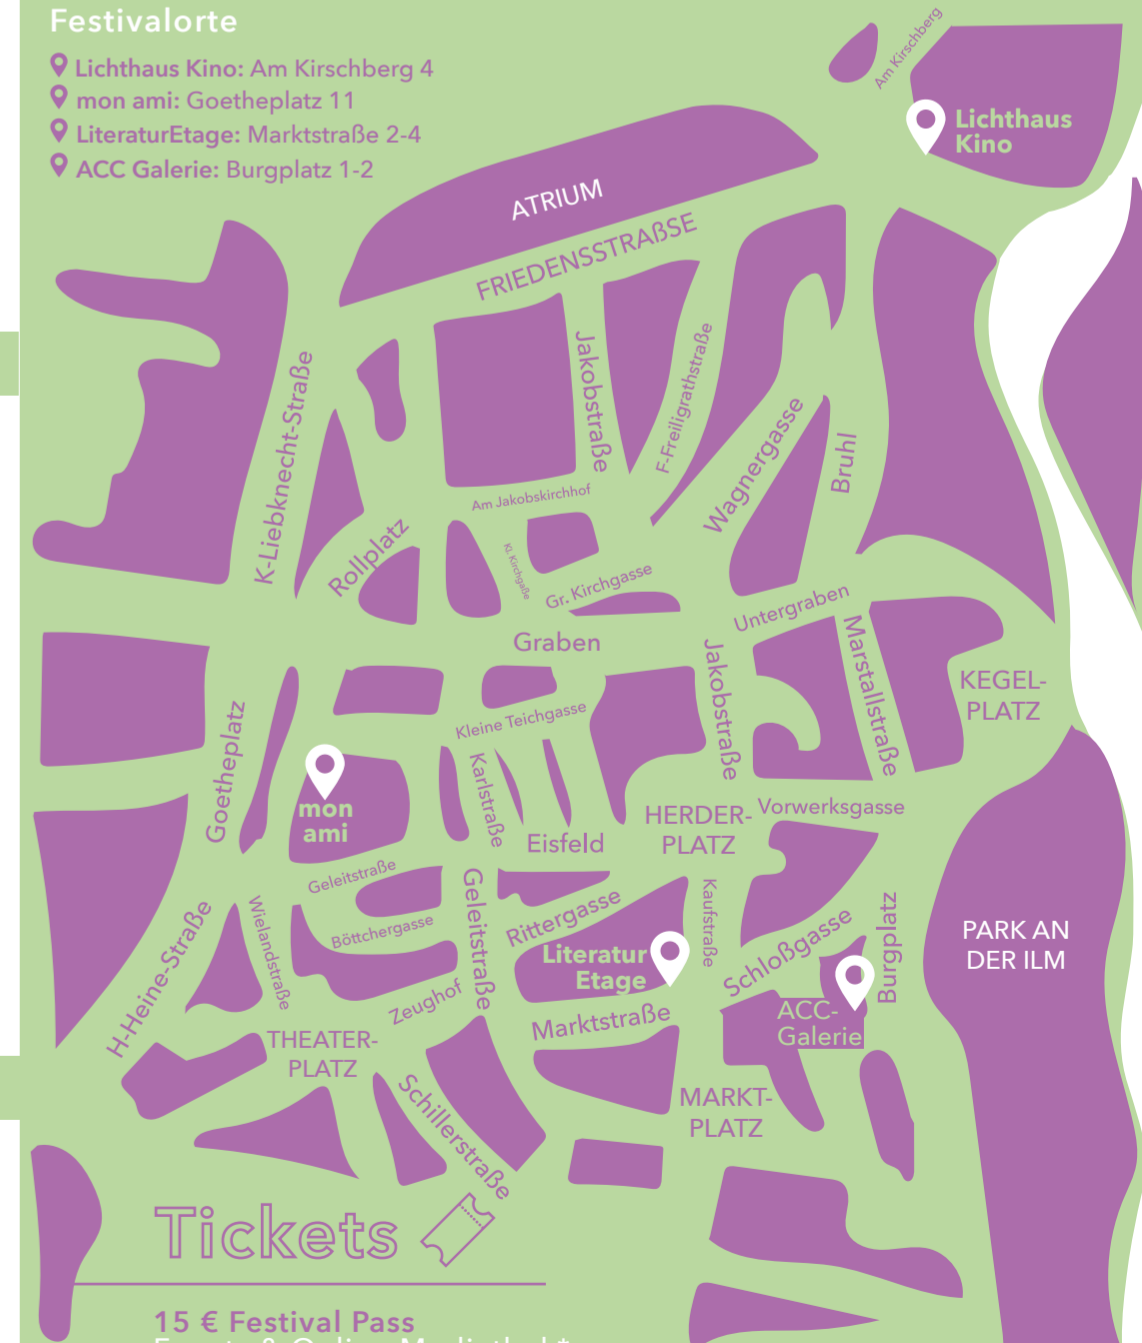 Festivalorte
Lichthaus Kino: Am Kirschberg 4
mon ami: Goetheplatz 11
LiteraturEtage: Marktstraße 2-4
ACC Galerie: Burgplatz 1-2
Am Kirschberg
Lichthaus
Kino
ATRIUM
FRIEDENSSTRAßSE
Jakobstraße
F-Freiligrathstraße
K-Liebknecht-Straße
Wagnergasse
Bruhl
Am Jakobskirchhof
Rollplatz
Kl. Kirchgaße
Gr. Kirchgasse
Untergraben
Graben
Jakobstraße
Marstallstraße
KEGEL-
PLATZ
Kleine Teichgasse
Goetheplatz
Karlstraße
mon
ami
HERDER-
PLATZ
Vorwerksgasse
Eisfeld
Geleitstraße
Geleitstraße
Kaufstraße
Rittergasse
Böttchergasse
Wielandstraße
H-Heine-Straße
Schloßgasse
Burgplatz
PARK AN
DER ILM
Literatur
Etage
Zeughof
Marktstraße
ACC-
Galerie
THEATER-
PLATZ
Schillerstraße
MARKT-
PLATZ
Tickets
15 € Festival Pass